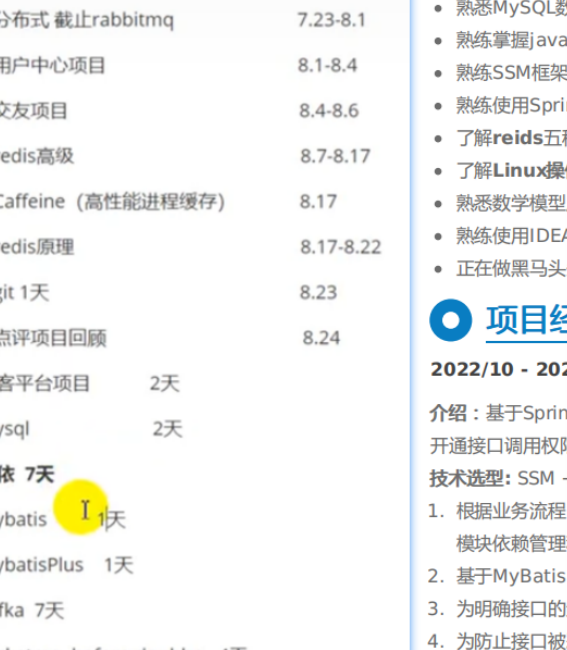 分布式 截止rabbitmq 7.23-8.1
用户中心项目 8.1-8.4
交友项目 8.4-8.6
edis高级 8.7-8.17
Caffeine（高性能进程缓存） 8.17
edis原理 8.17-8.22
git 1天 8.23
点评项目回顾 8.24
客平台项目 2天
ysql 2天
依 7天
ybatis 1天
ybatisPlus 1天
fka 7天
熟悉MySQL数
熟练掌握java
熟练SSM框架
熟练使用Sprin
了解reids五种
了解Linux操
熟悉数学模型
熟练使用IDEA
正在做黑马头
项目经
2022/10 - 202
介绍：基于Sprin
开通接口调用权限
技术选型: SSM -
1. 根据业务流程
模块依赖管理
2. 基于MyBatis
3. 为明确接口的
4. 为防止接口被